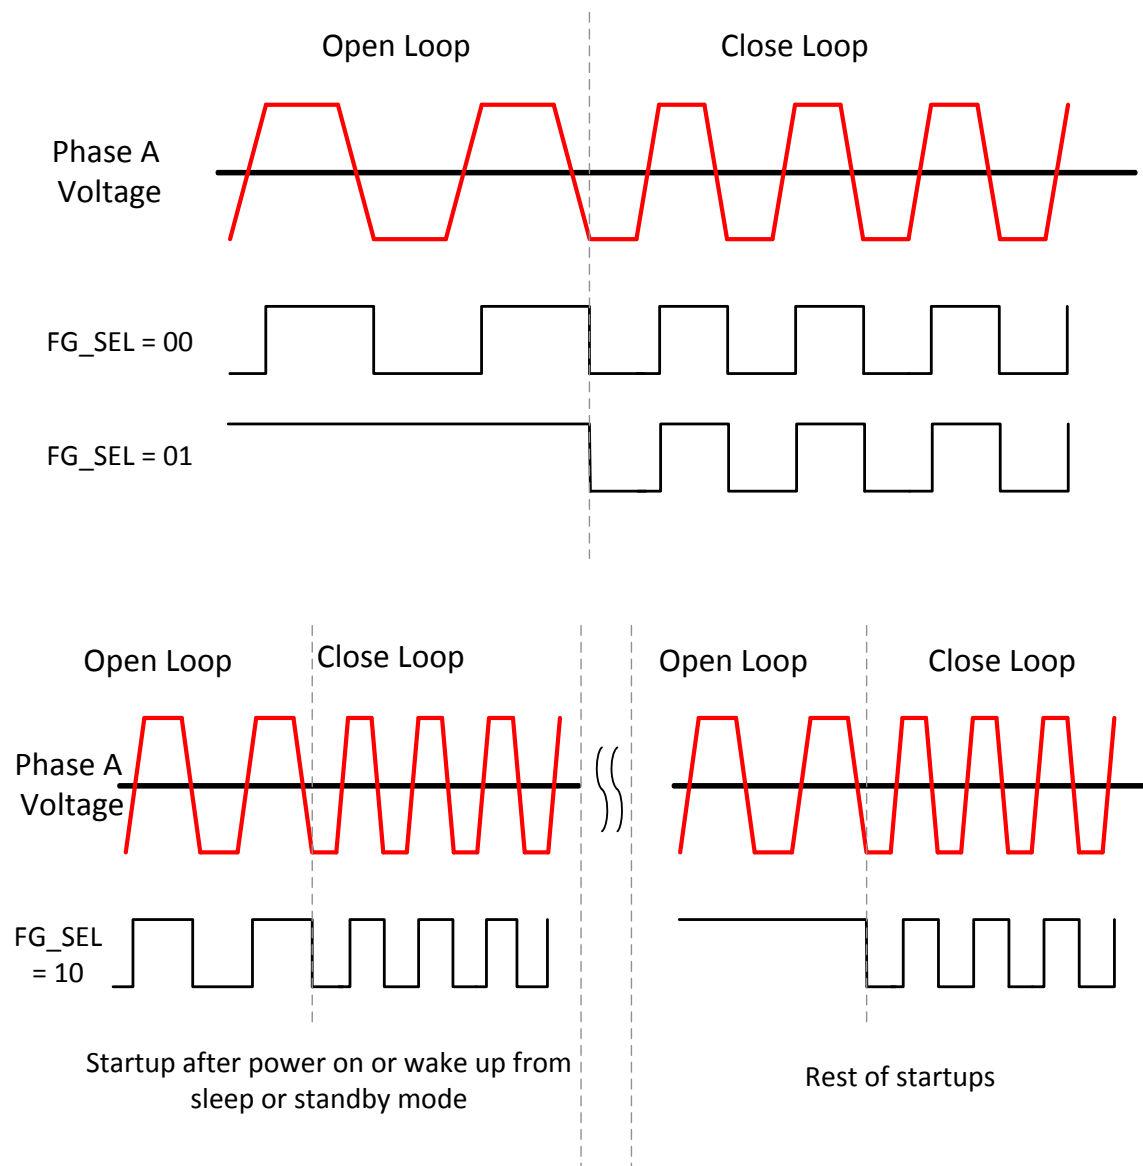 Open Loop
Close Loop
Phase A
Voltage
FG_SEL = 00
FG_SEL = 01
Open Loop
Close Loop
Open Loop
Close Loop
Phase A
Voltage
FG_SEL
= 10
Startup after power on or wake up from
sleep or standby mode
Rest of startups